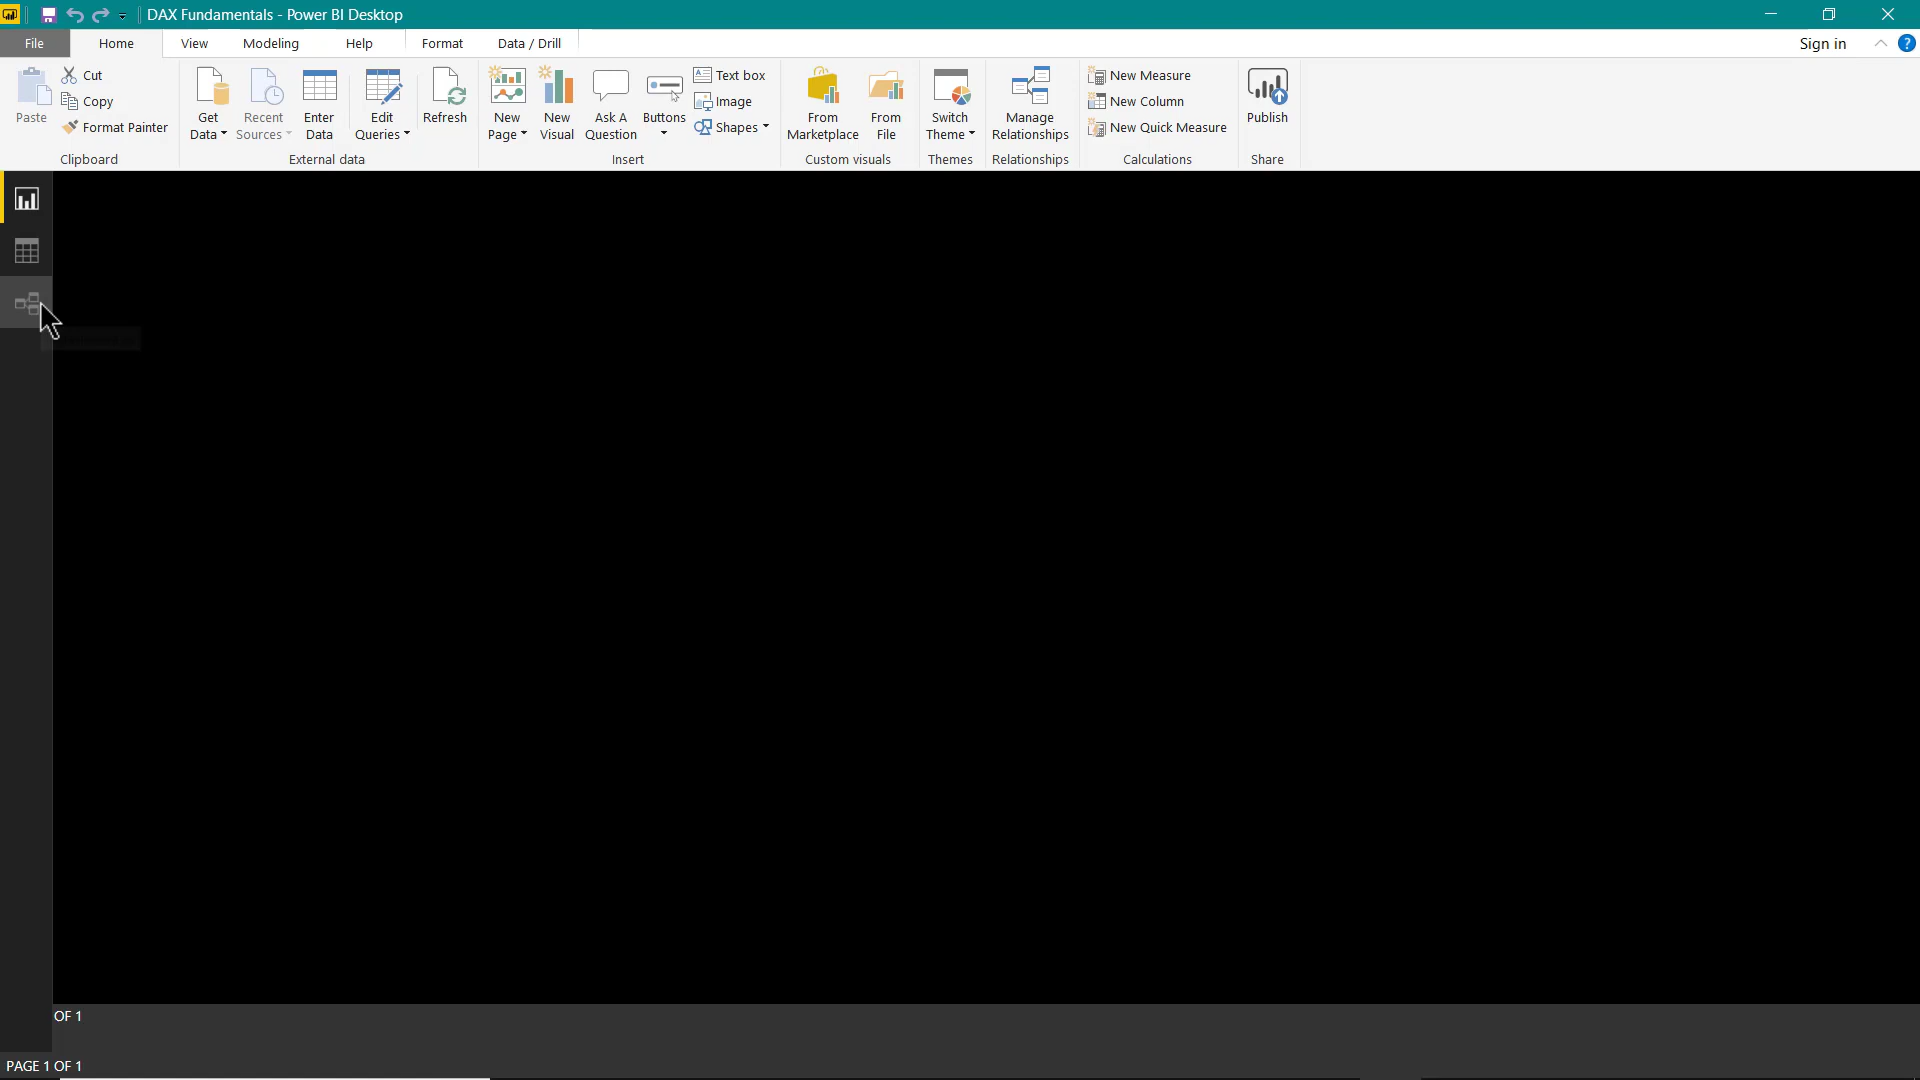 DAX Fundamentals - Power BI Desktop
File Home View Modeling Help Format Data / Drill Sign in ?
Paste
Cut
Copy
Format Painter
Clipboard
Get Data
Recent Sources
Enter Data
Edit Queries
Refresh
External data
New Page
New Visual
Ask A Question
Buttons
Text box
Image
Shapes
Insert
From Marketplace
From File
Custom visuals
Switch Theme
Themes
Manage Relationships
Relationships
New Measure
New Column
New Quick Measure
Calculations
Publish
Share
OF 1
PAGE 1 OF 1